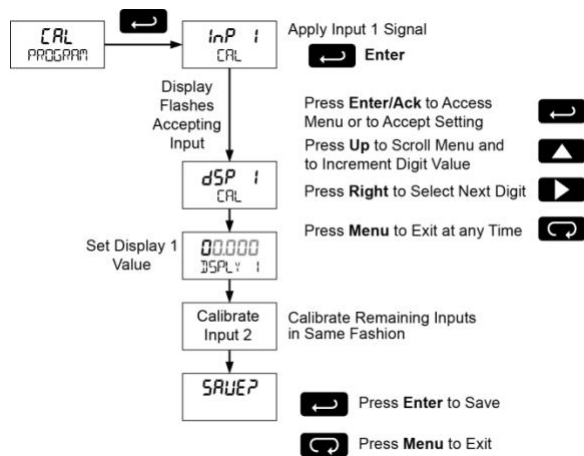 CAL
PROGRAM
InP 1
CAL
Apply Input 1 Signal
Enter
Display
Flashes
Accepting
Input
Press Enter/Ack to Access
Menu or to Accept Setting
Press Up to Scroll Menu and
to Increment Digit Value
Press Right to Select Next Digit
Press Menu to Exit at any Time
dSP 1
CAL
Set Display 1
Value
00.000
DSPLY 1
Calibrate
Input 2
Calibrate Remaining Inputs
in Same Fashion
SAVE?
Press Enter to Save
Press Menu to Exit